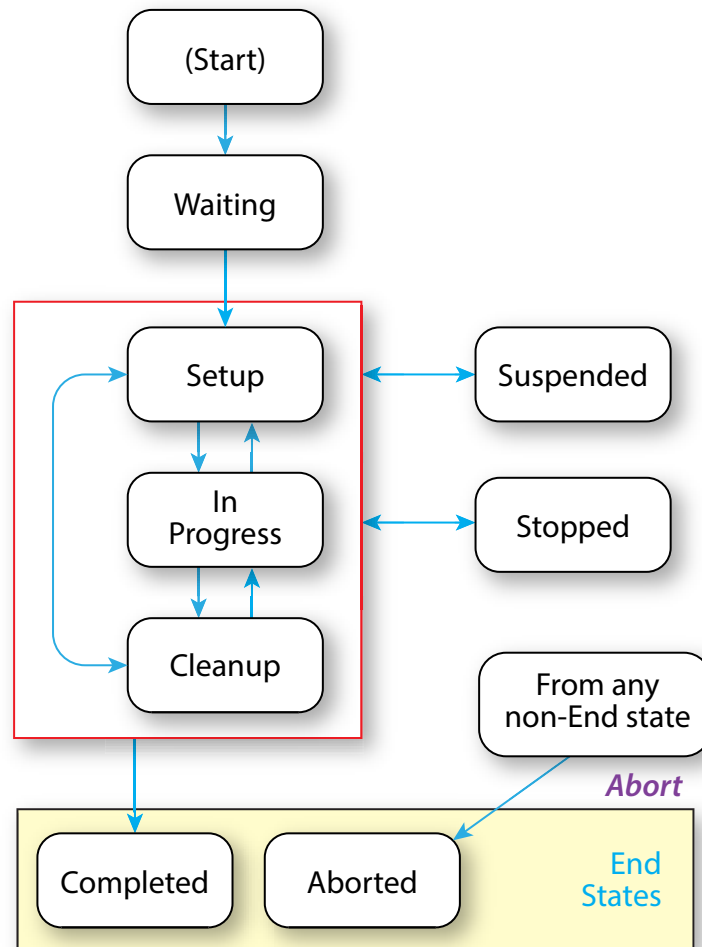 (Start)
Waiting
Setup
Suspended
In
Progress
Stopped
Cleanup
From any
non-End state
Abort
Completed
Aborted
End
States